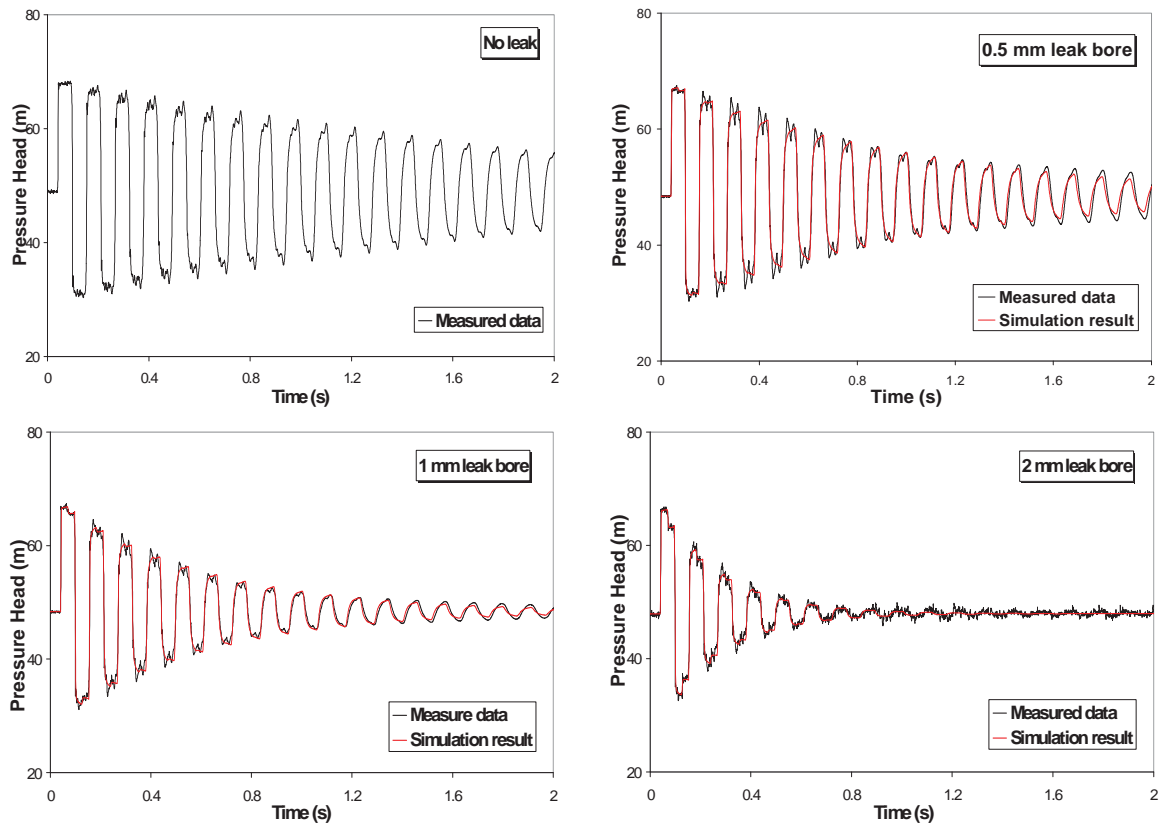 80
60
40
20
Pressure Head (m)
No leak
Measured data
0
0.4
0.8
1.2
1.6
2
Time (s)
80
60
40
20
Pressure Head (m)
0.5 mm leak bore
Measured data
Simulation result
0
0.4
0.8
1.2
1.6
2
Time (s)
80
60
40
20
Pressure Head (m)
1 mm leak bore
Measure data
Simulation result
0
0.4
0.8
1.2
1.6
2
Time (s)
80
60
40
20
Pressure Head (m)
2 mm leak bore
Measured data
Simulation result
0
0.4
0.8
1.2
1.6
2
Time (s)